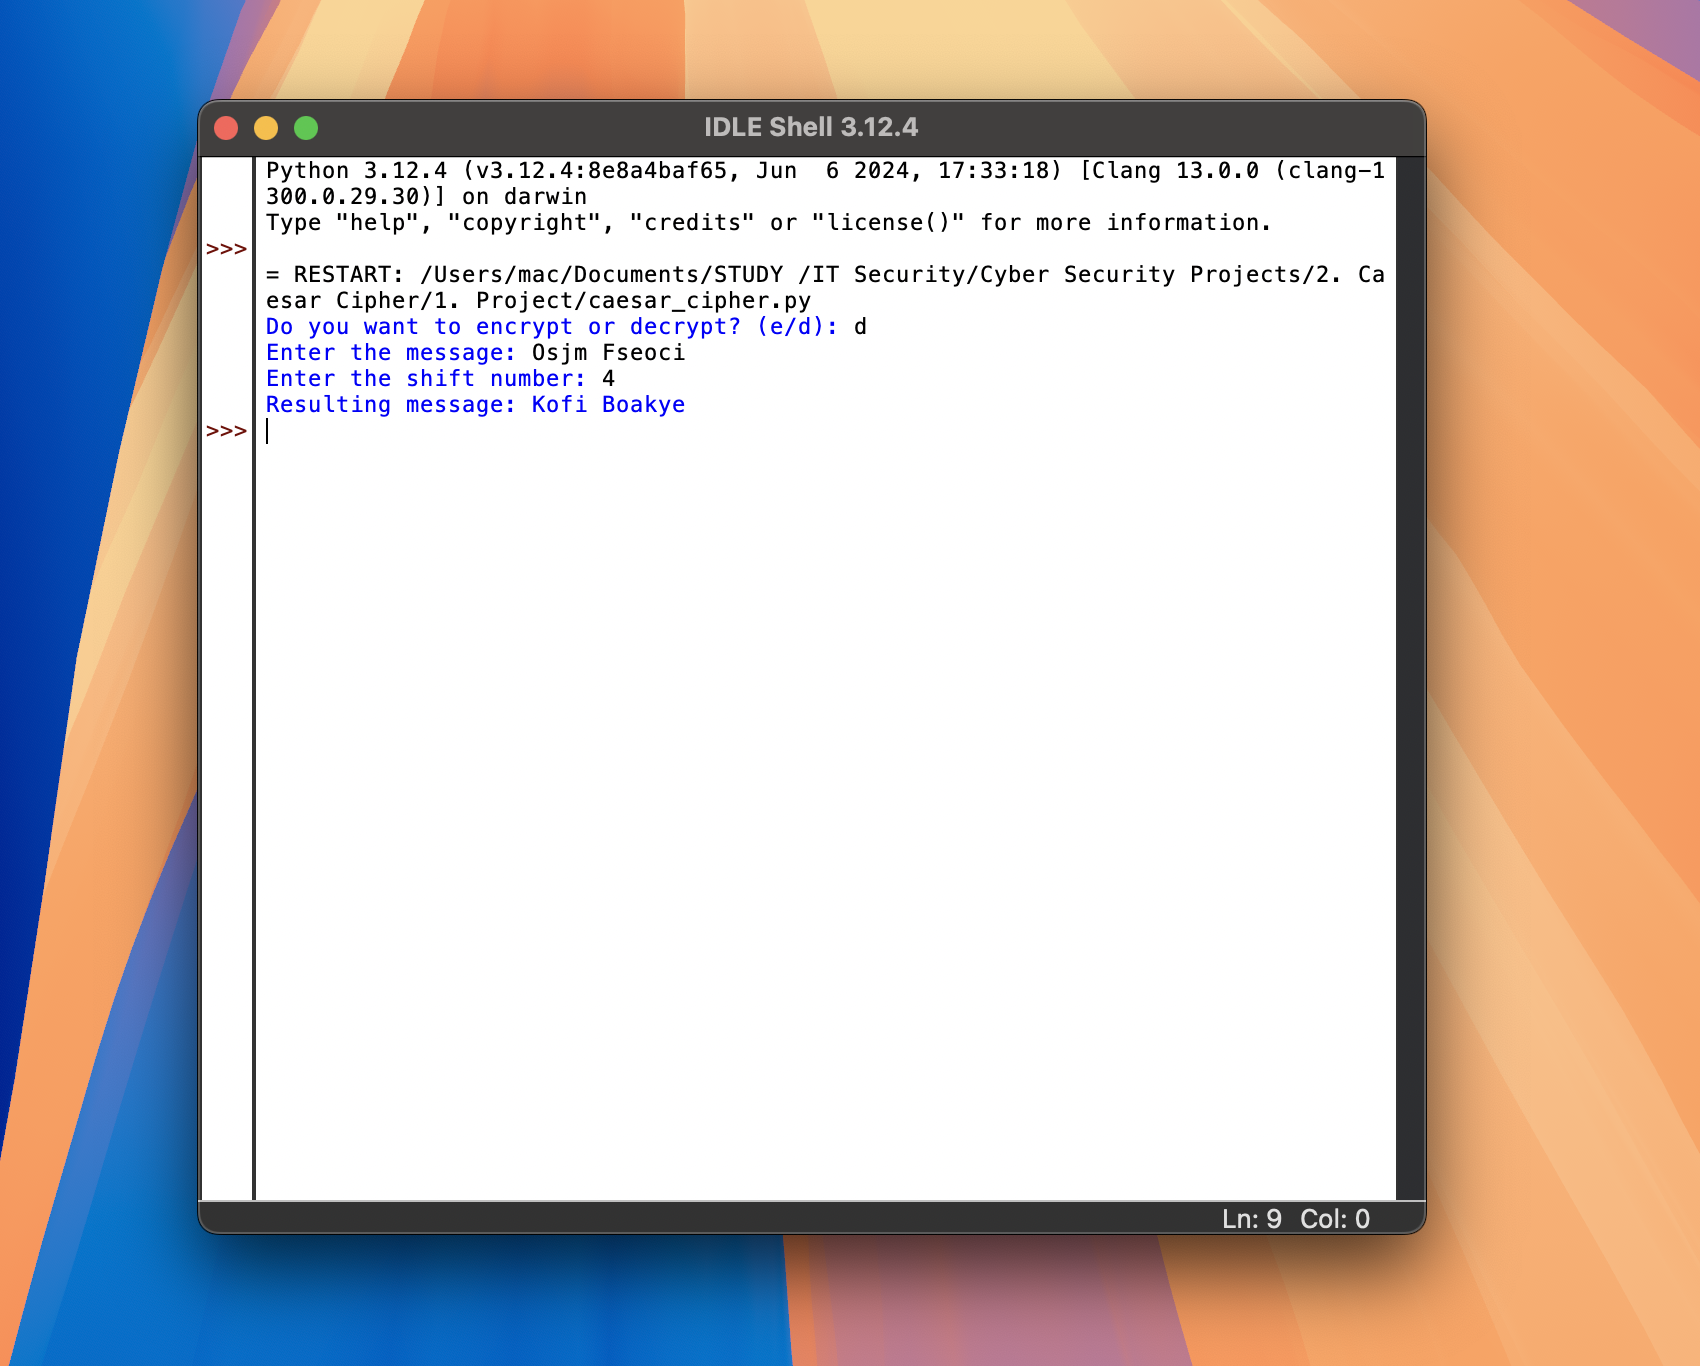 IDLE Shell 3.12.4
Python 3.12.4 (v3.12.4:8e8a4baf65, Jun  6 2024, 17:33:18) [Clang 13.0.0 (clang-1
300.0.29.30)] on darwin
Type "help", "copyright", "credits" or "license()" for more information.
>>>
= RESTART: /Users/mac/Documents/STUDY /IT Security/Cyber Security Projects/2. Ca
esar Cipher/1. Project/caesar_cipher.py
Do you want to encrypt or decrypt? (e/d): d
Enter the message: Osjm Fseoci
Enter the shift number: 4
Resulting message: Kofi Boakye
>>>
Ln: 9  Col: 0